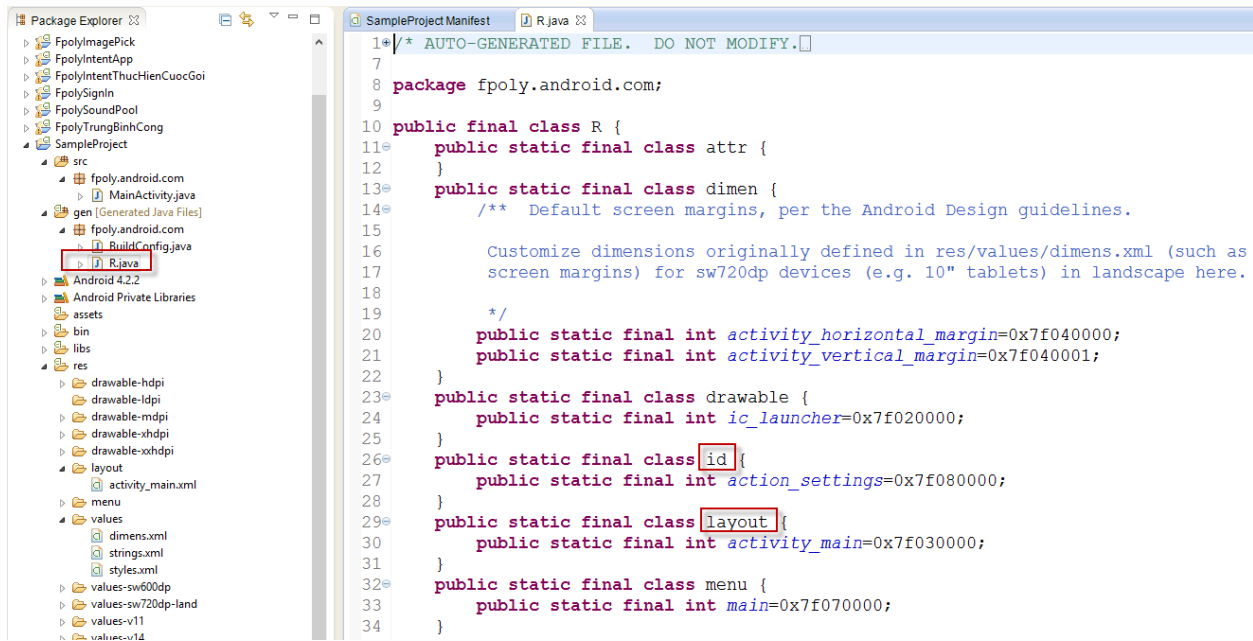 Package Explorer
FpolyImagePick
FpolyIntentApp
FpolyIntentThucHienCuocGoi
FpolySignIn
FpolySoundPool
FpolyTrungBinhCong
SampleProject
src
fpoly.android.com
MainActivity.java
gen [Generated Java Files]
fpoly.android.com
BuildConfig.java
R.java
Android 4.2.2
Android Private Libraries
assets
bin
libs
res
drawable-hdpi
drawable-ldpi
drawable-mdpi
drawable-xhdpi
drawable-xxhdpi
layout
activity_main.xml
menu
values
dimens.xml
strings.xml
styles.xml
values-sw600dp
values-sw720dp-land
values-v11
values-v14
SampleProject Manifest
R.java
1 /* AUTO-GENERATED FILE.  DO NOT MODIFY.
7
8 package fpoly.android.com;
9
10 public final class R {
11     public static final class attr {
12     }
13     public static final class dimen {
14         /**  Default screen margins, per the Android Design guidelines.
15
16          Customize dimensions originally defined in res/values/dimens.xml (such as
17          screen margins) for sw720dp devices (e.g. 10" tablets) in landscape here.
18
19          */
20         public static final int activity_horizontal_margin=0x7f040000;
21         public static final int activity_vertical_margin=0x7f040001;
22     }
23     public static final class drawable {
24         public static final int ic_launcher=0x7f020000;
25     }
26     public static final class id {
27         public static final int action_settings=0x7f080000;
28     }
29     public static final class layout {
30         public static final int activity_main=0x7f030000;
31     }
32     public static final class menu {
33         public static final int main=0x7f070000;
34     }